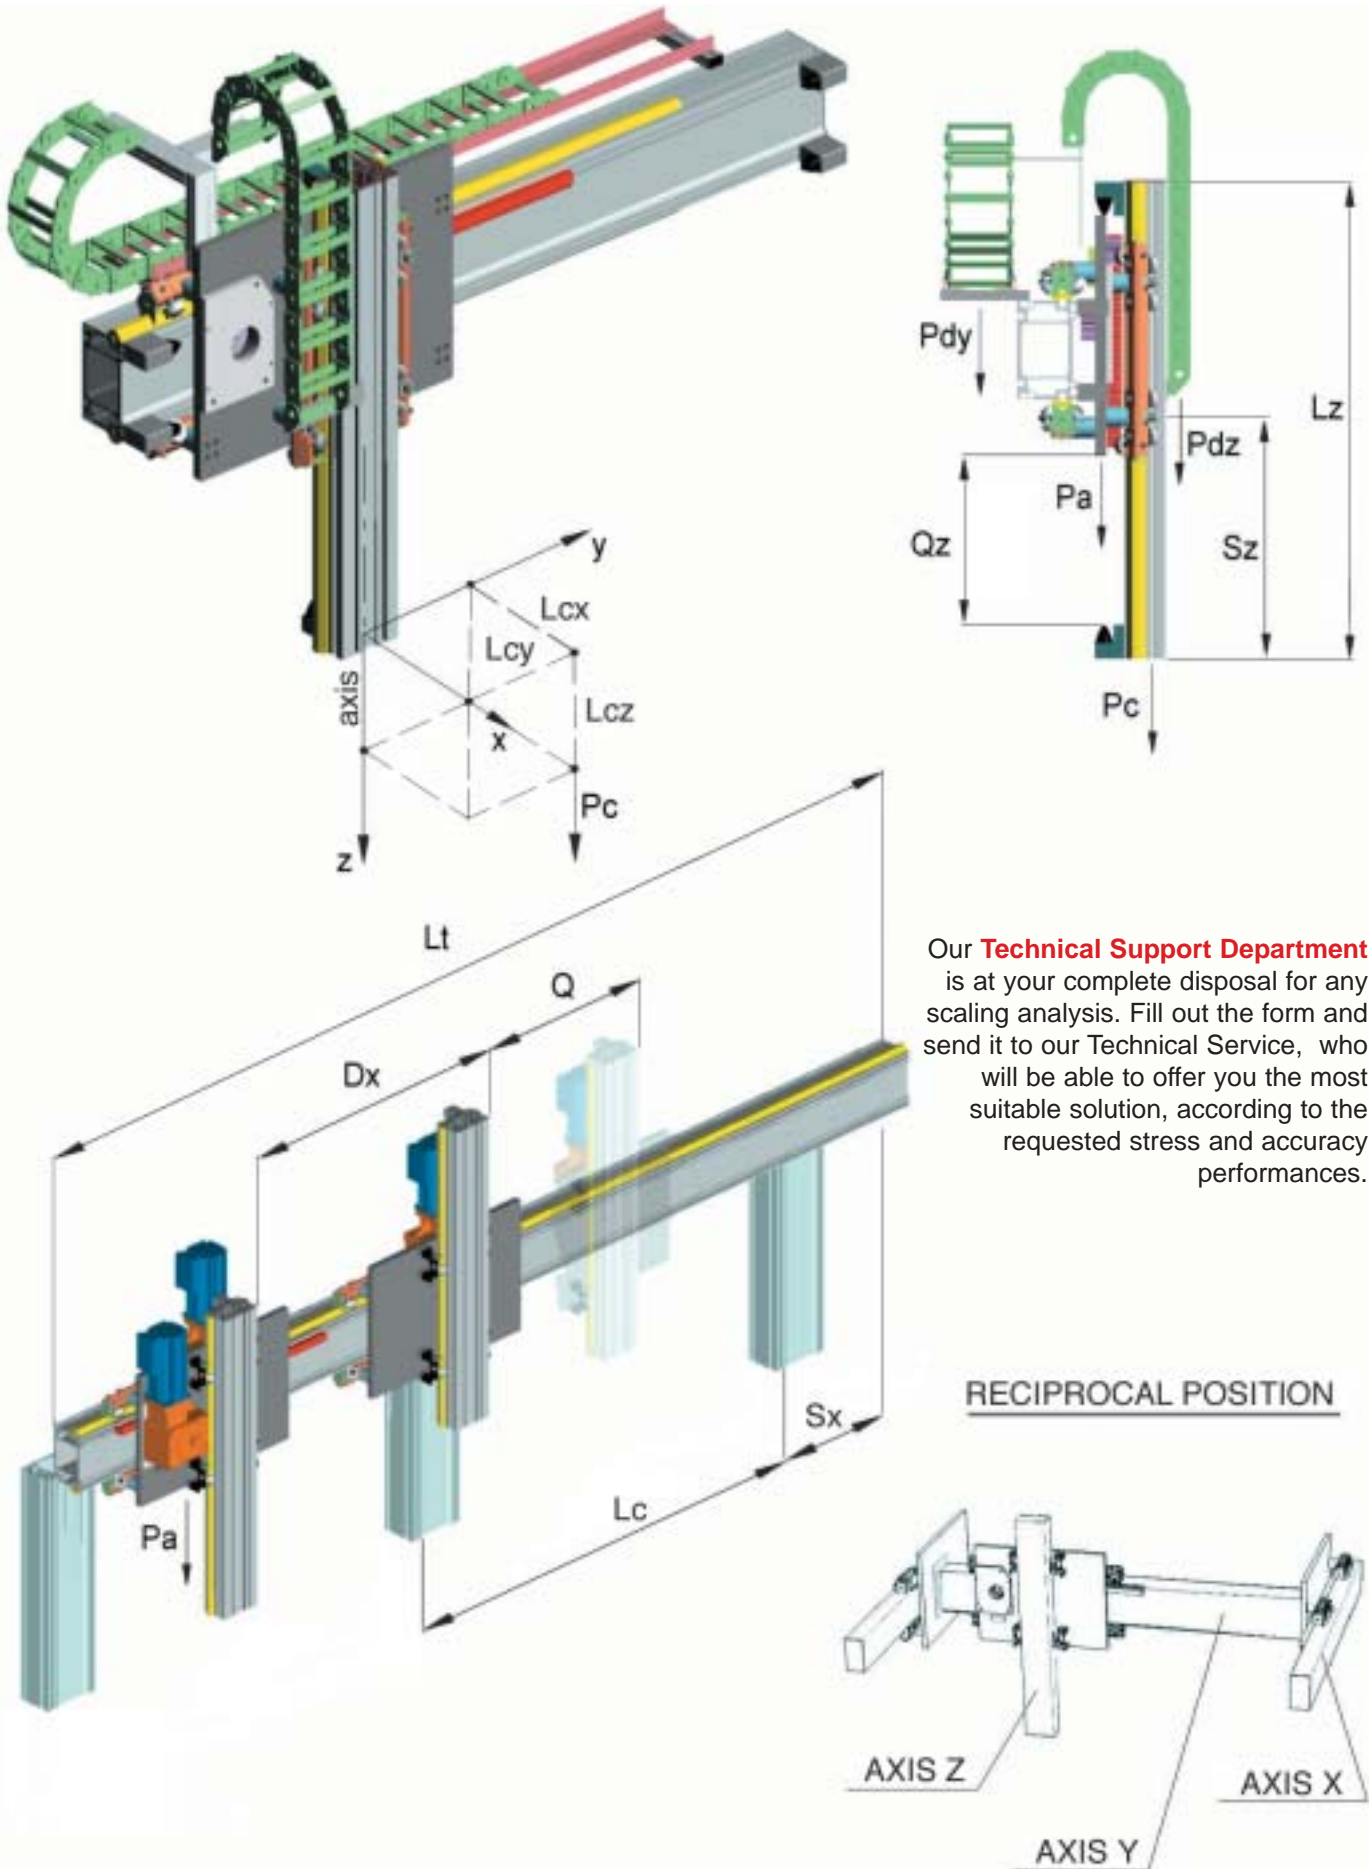 Pdy
Lz
Pdz
Pa
Qz
Sz
y
Lcx
Lcy
axis
Lcz
x
Pc
Pc
z
Lt
Q
Dx
Our Technical Support Department
is at your complete disposal for any
scaling analysis. Fill out the form and
send it to our Technical Service, who
will be able to offer you the most
suitable solution, according to the
requested stress and accuracy
performances.
RECIPROCAL POSITION
Sx
Lc
Pa
AXIS Z
AXIS X
AXIS Y